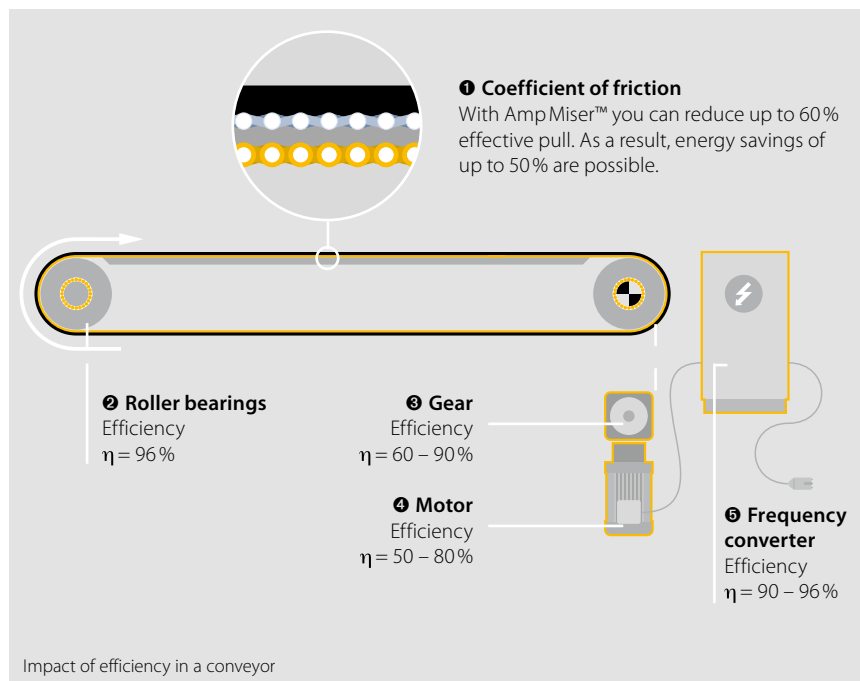 ❶ Coefficient of friction
With AmpMiser™ you can reduce up to 60%
effective pull. As a result, energy savings of
up to 50% are possible.
❷ Roller bearings
Efficiency
η = 96%
❸ Gear
Efficiency
η = 60 – 90%
❹ Motor
Efficiency
η = 50 – 80%
❺ Frequency
converter
Efficiency
η = 90 – 96%
Impact of efficiency in a conveyor